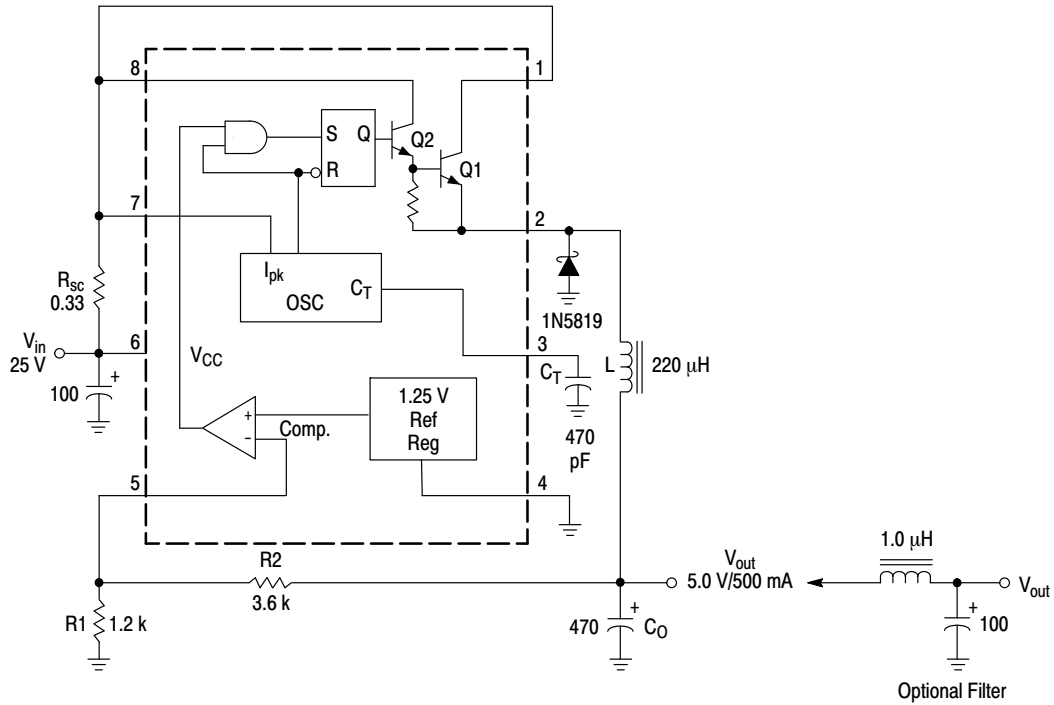 8
1
S
Q
Q2
R
Q1
7
2
Ipk
CT
OSC
Rsc
0.33
1N5819
Vin
25 V
6
VCC
3
CT
L
220 μH
100
+
470
pF
+
−
Comp.
1.25 V
Ref
Reg
5
4
R2
3.6 k
Vout
5.0 V/500 mA
1.0 μH
Vout
R1
1.2 k
470
+
CO
+
100
Optional Filter